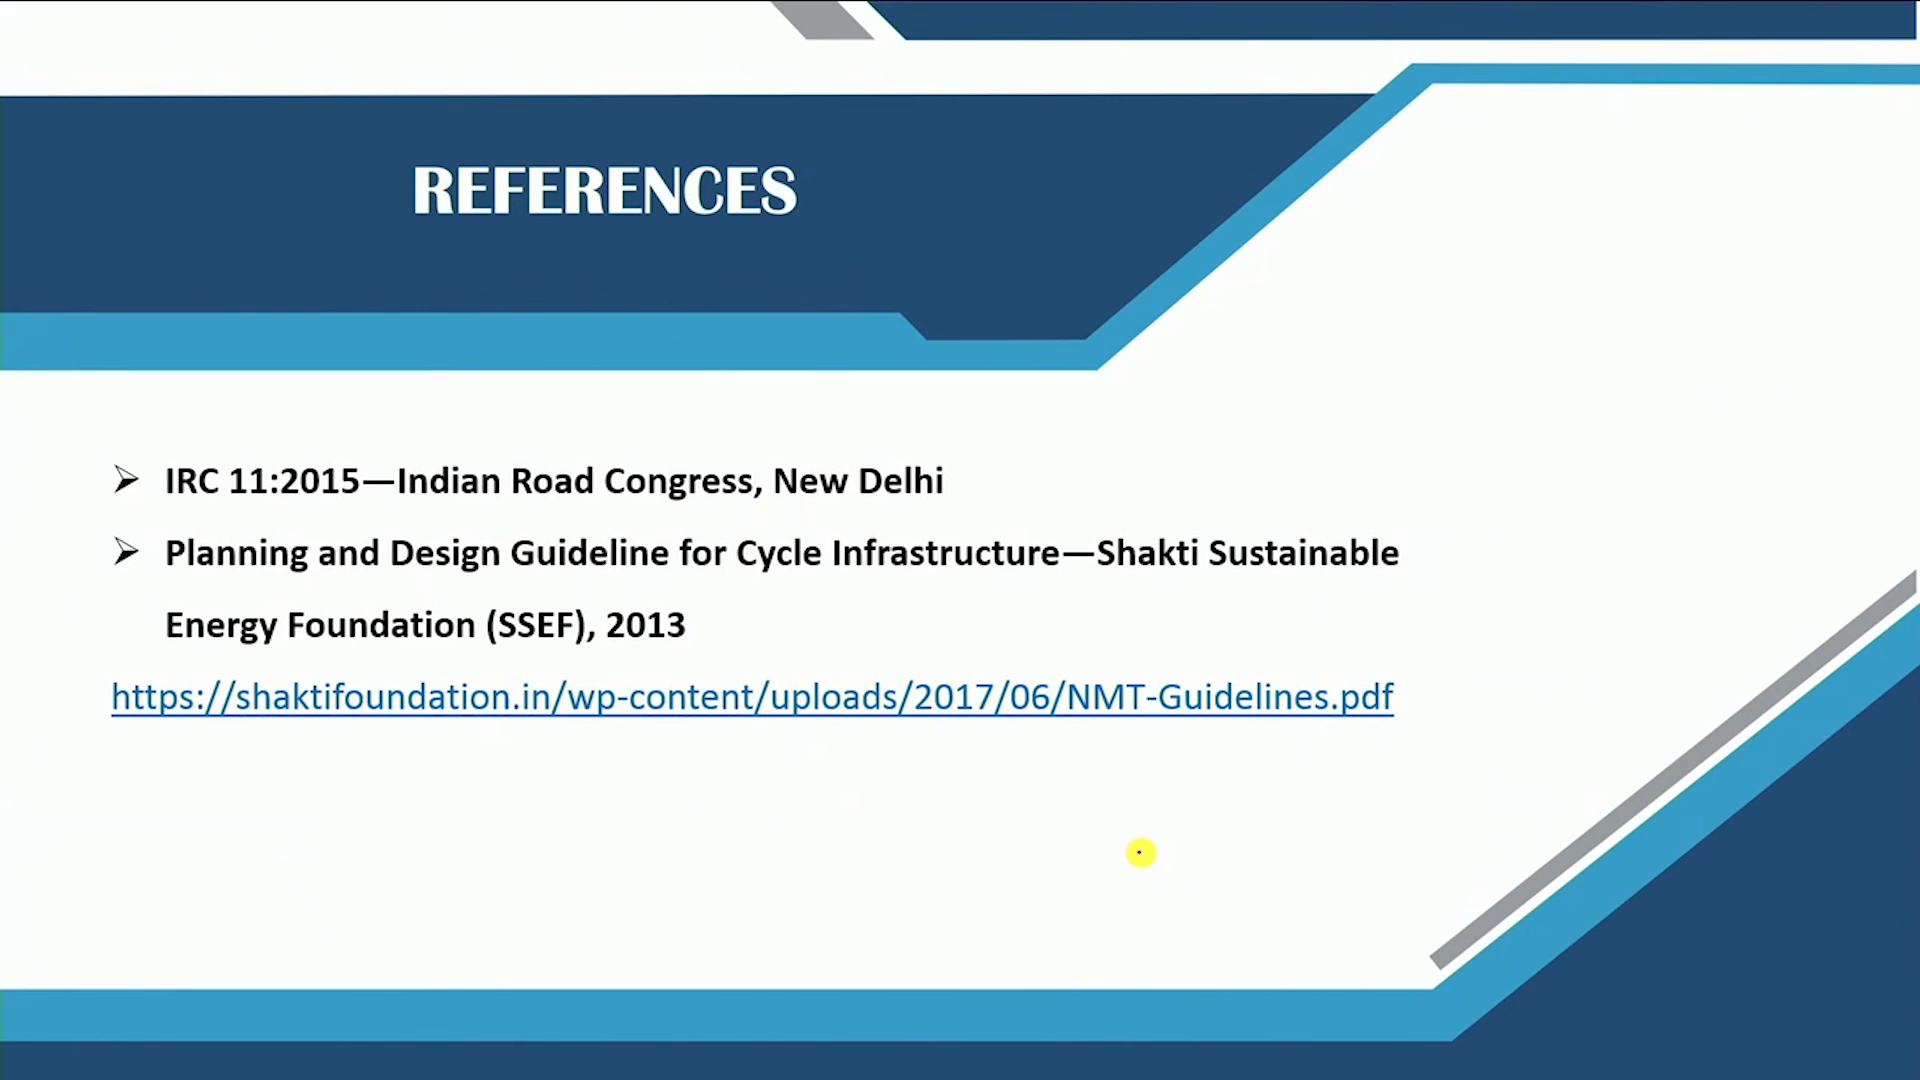 REFERENCES
➢ IRC 11:2015—Indian Road Congress, New Delhi
➢ Planning and Design Guideline for Cycle Infrastructure—Shakti Sustainable
Energy Foundation (SSEF), 2013
https://shaktifoundation.in/wp-content/uploads/2017/06/NMT-Guidelines.pdf